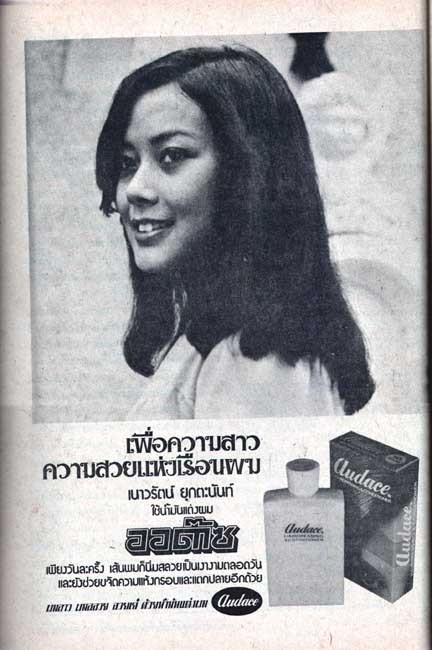 เพื่อความสาว
ความสวยแห่งเรือนผม
เนาวรัตน์ ยุกตะนันท์
ใช้น้ำมันแต่งผม
ออด๊าซ
เพียงวันละครั้ง เส้นผมก็นิ่มสลวยเป็นเงางามตลอดวัน
และยังช่วยขจัดความแห้งกรอบและแตกปลายอีกด้วย
Audace
Audace
Audace
Audace